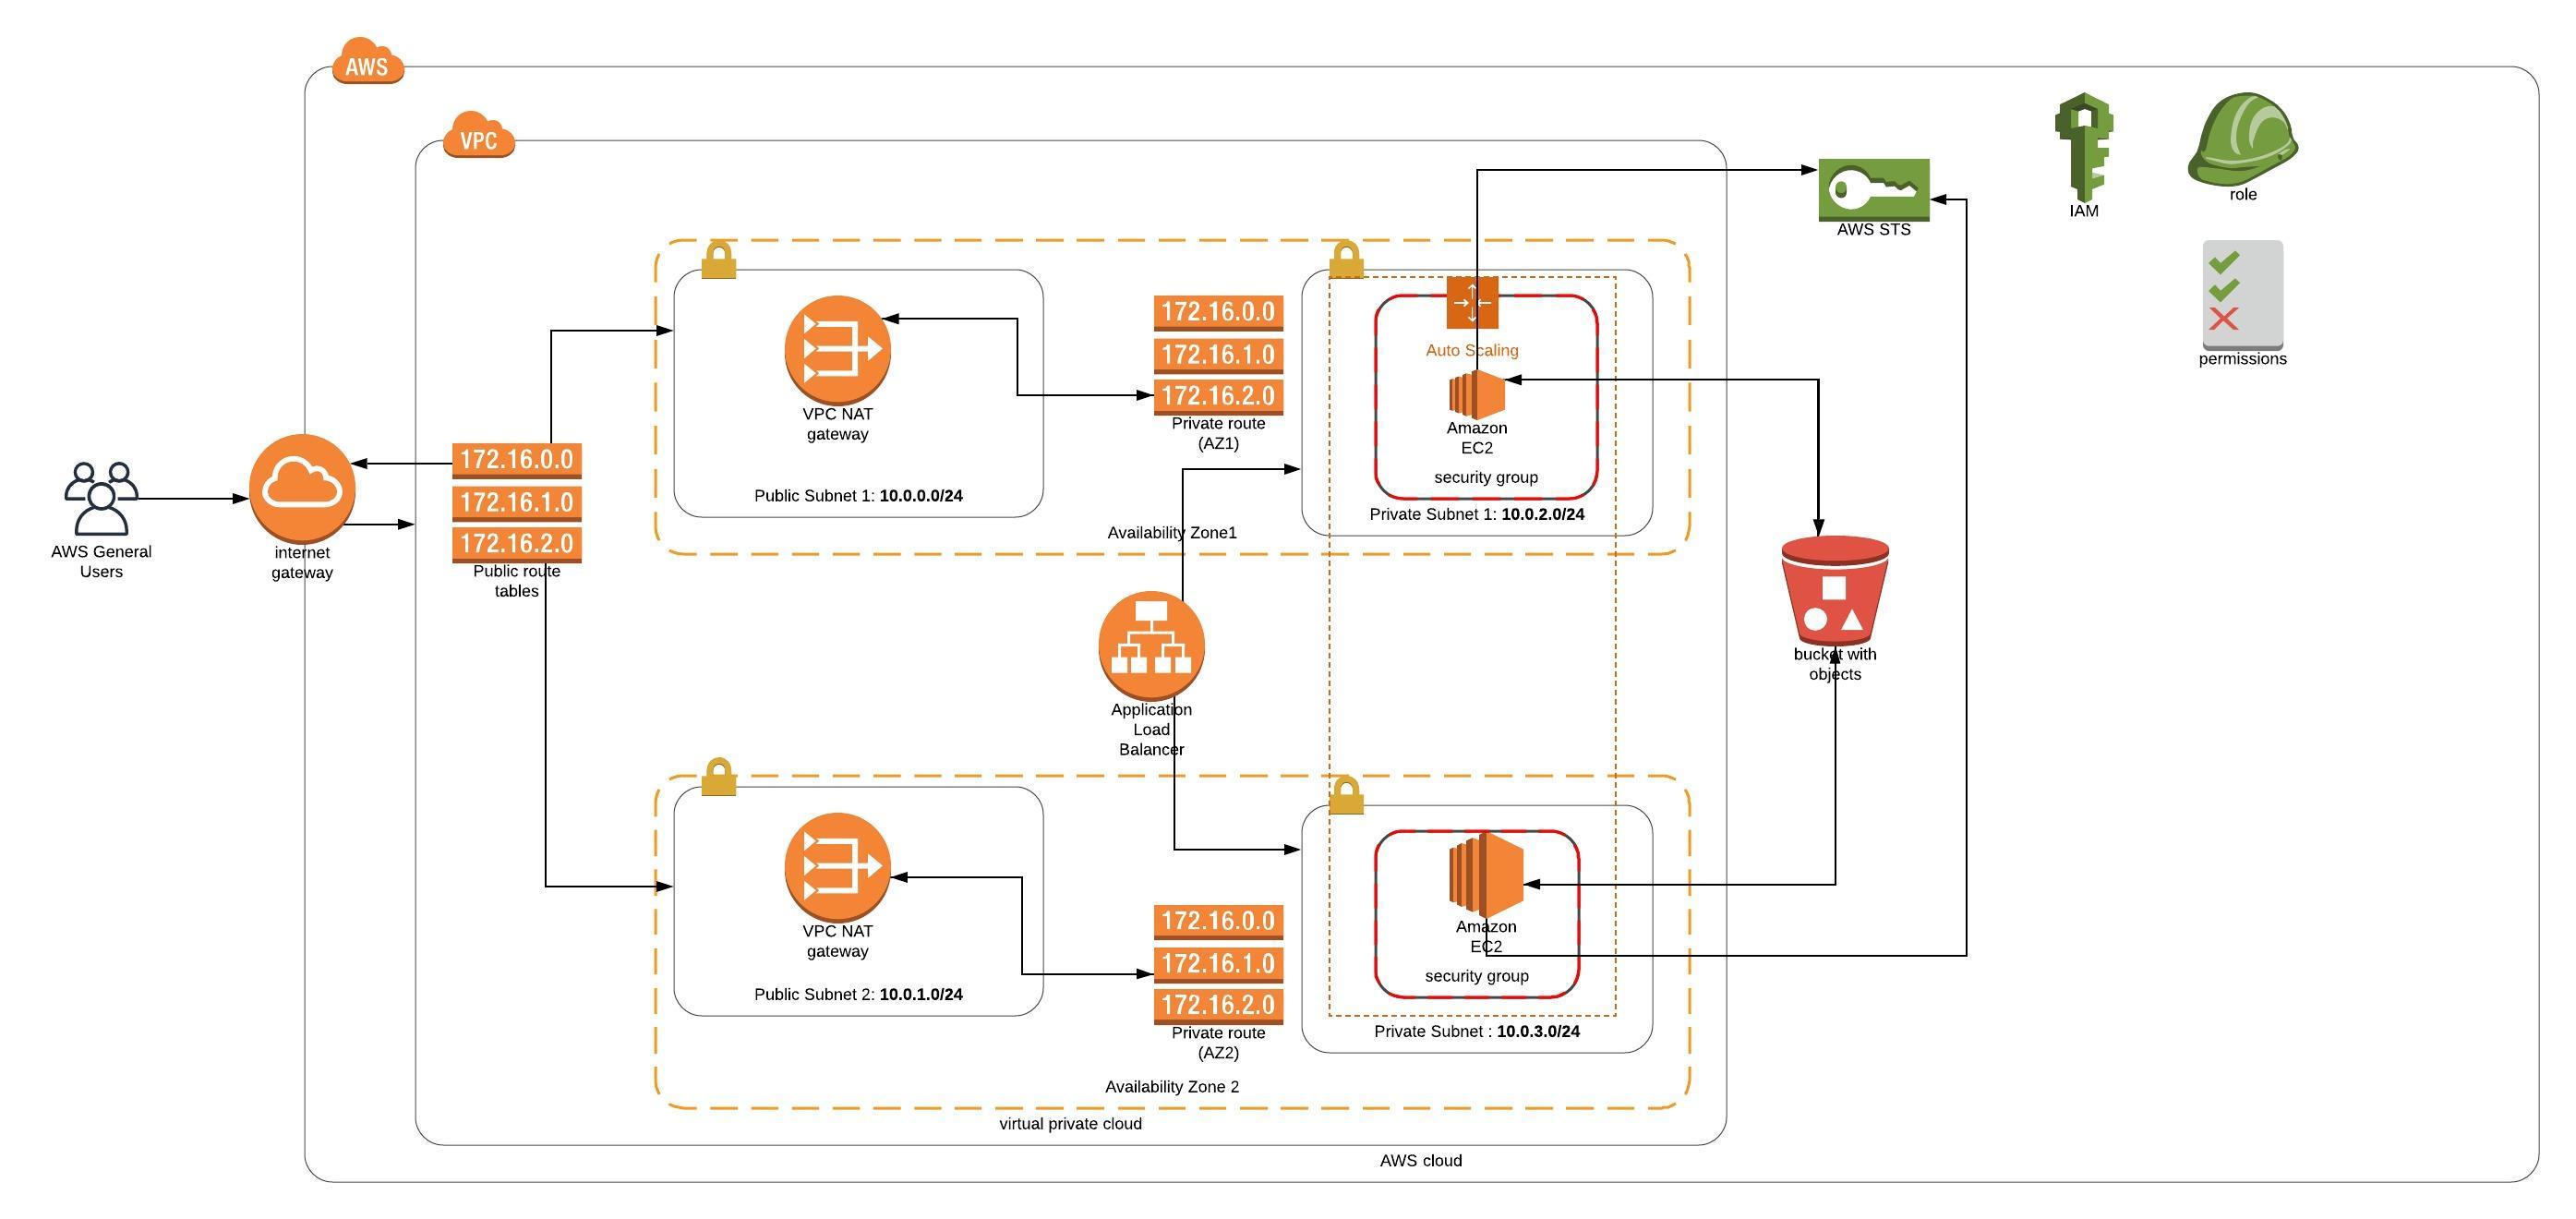 AWS
VPC
AWS STS
IAM
role
permissions
172.16.0.0
172.16.1.0
172.16.2.0
Private route
(AZ1)
VPC NAT
gateway
Public Subnet 1: 10.0.0.0/24
Auto Scaling
Amazon
EC2
security group
Private Subnet 1: 10.0.2.0/24
Availability Zone1
AWS General
Users
internet
gateway
172.16.0.0
172.16.1.0
172.16.2.0
Public route
tables
Application
Load
Balancer
bucket with
objects
VPC NAT
gateway
Public Subnet 2: 10.0.1.0/24
172.16.0.0
172.16.1.0
172.16.2.0
Private route
(AZ2)
Amazon
EC2
security group
Private Subnet : 10.0.3.0/24
Availability Zone 2
virtual private cloud
AWS cloud